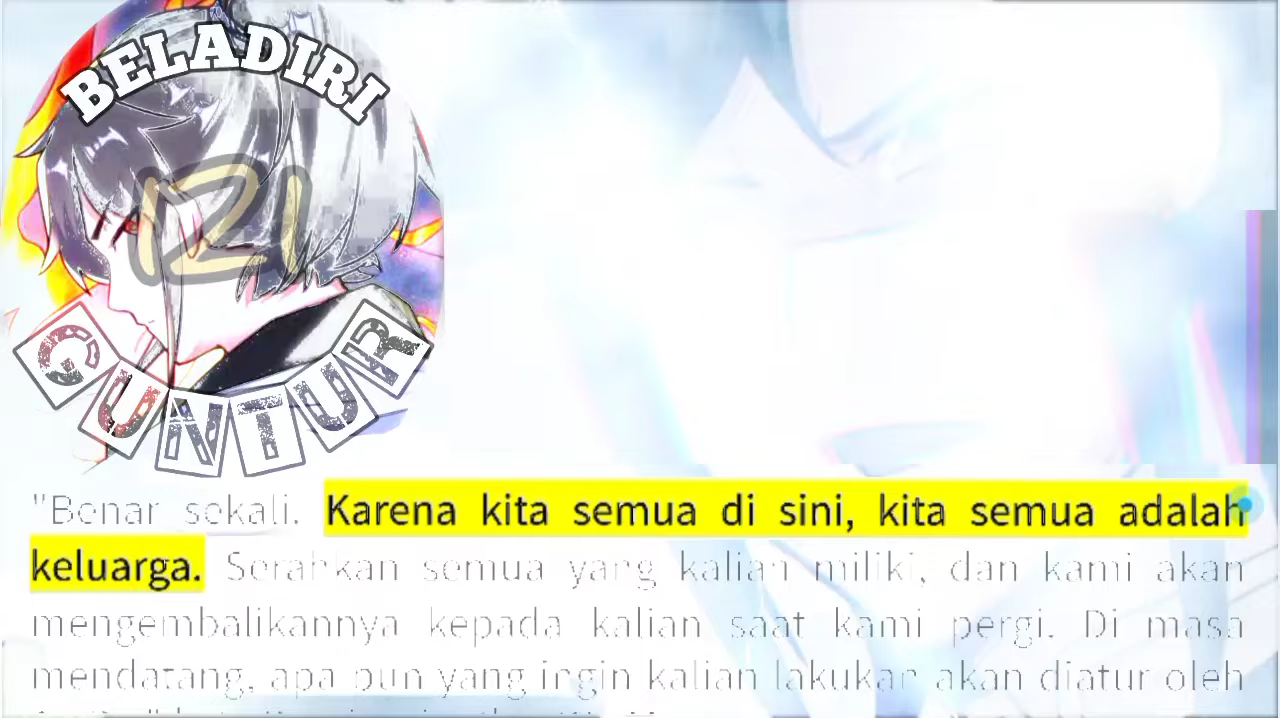 BELADIRI
121
GUNTUR
"Benar sekali. Karena kita semua di sini, kita semua adalah
keluarga. Serahkan semua yang kalian miliki, dan kami akan
mengembalikannya kepada kalian saat kami pergi. Di masa
mendatang, apa pun yang ingin kalian lakukan akan diatur oleh